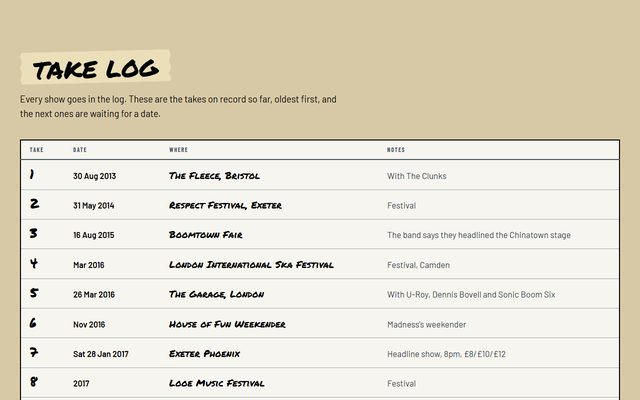 TAKE LOG
Every show goes in the log. These are the takes on record so far, oldest first, and
the next ones are waiting for a date.
TAKE DATE WHERE NOTES
1 30 Aug 2013 The Fleece, Bristol With The Clunks
2 31 May 2014 Respect Festival, Exeter Festival
3 16 Aug 2015 Boomtown Fair The band says they headlined the Chinatown stage
4 Mar 2016 London International Ska Festival Festival, Camden
5 26 Mar 2016 The Garage, London With U-Roy, Dennis Bovell and Sonic Boom Six
6 Nov 2016 House of Fun Weekender Madness's weekender
7 Sat 28 Jan 2017 Exeter Phoenix Headline show, 8pm, £8/£10/£12
8 2017 Looe Music Festival Festival